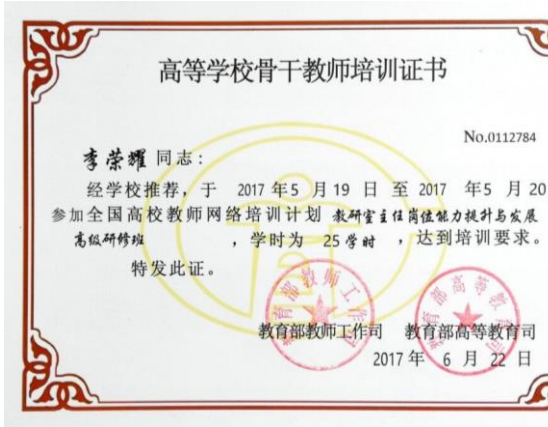 高等学校骨干教师培训证书
No.0112784
李荣耀 同志：
经学校推荐，于 2017 年5 月 19 日 至 2017 年5 月 20
参加全国高校教师网络培训计划 教研室主任岗位能力提升与发展
高级研修班 ，学时为 25 学时 ，达到培训要求。
特发此证。
教育部教师工作司 教育部高等教育司
2017 年 6 月 22 日